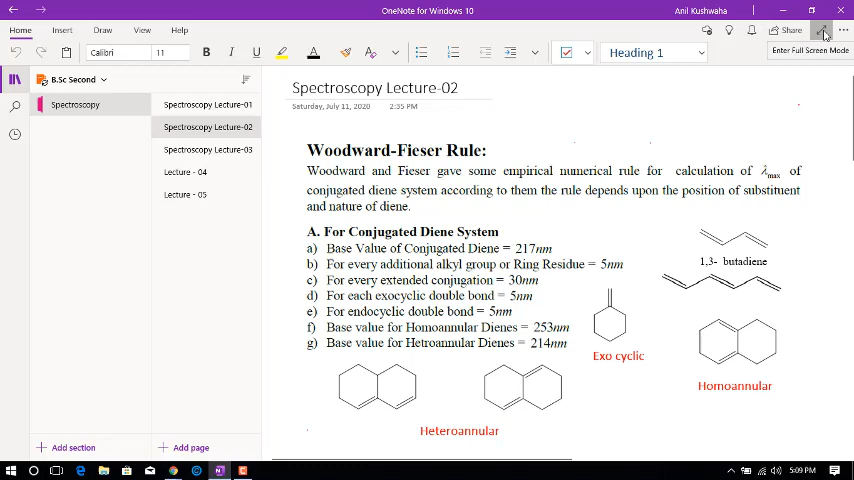 OneNote for Windows 10
Anil Kushwaha
Home Insert Draw View Help
Share
Calibri 11 B I U A Heading 1
Enter Full Screen Mode
B.Sc Second
Spectroscopy
Spectroscopy Lecture-01
Spectroscopy Lecture-02
Spectroscopy Lecture-03
Lecture - 04
Lecture - 05
Add section
Add page
Spectroscopy Lecture-02
Saturday, July 11, 2020 2:35 PM
Woodward-Fieser Rule:
Woodward and Fieser gave some empirical numerical rule for calculation of λmax of
conjugated diene system according to them the rule depends upon the position of substituent
and nature of diene.
A. For Conjugated Diene System
a) Base Value of Conjugated Diene = 217nm
b) For every additional alkyl group or Ring Residue = 5nm
c) For every extended conjugation = 30nm
d) For each exocyclic double bond = 5nm
e) For endocyclic double bond = 5nm
f) Base value for Homoannular Dienes = 253nm
g) Base value for Hetroannular Dienes = 214nm
1,3- butadiene
Exo cyclic
Homoannular
Heteroannular
5:09 PM